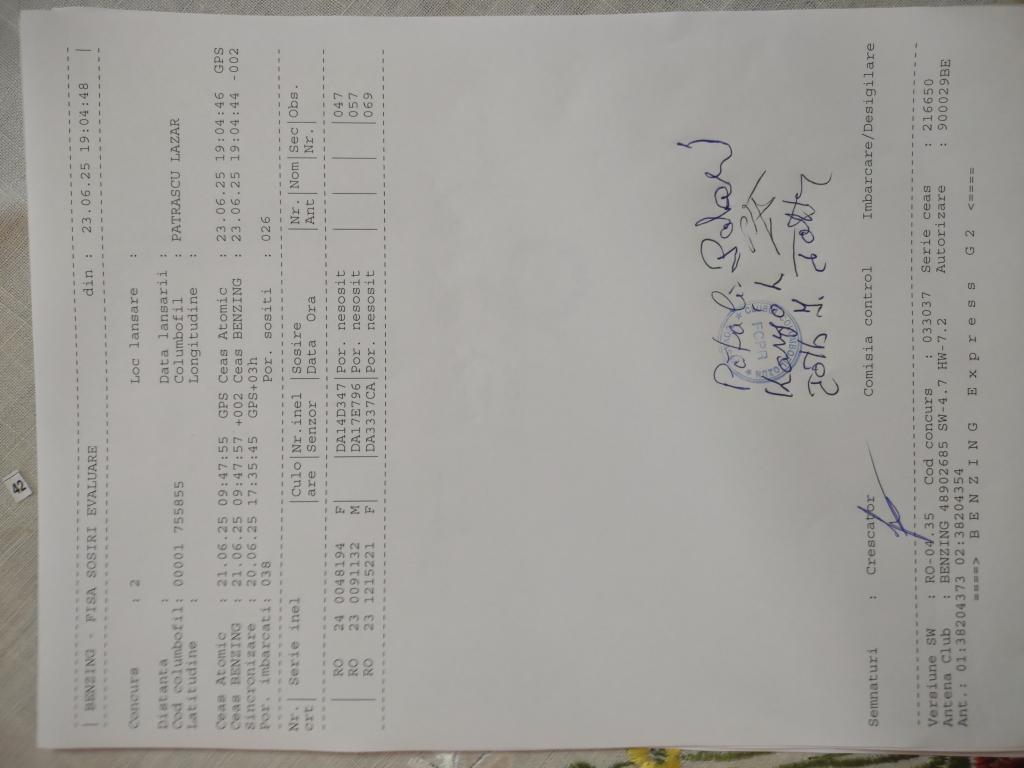 | BENZING - FISA SOSIRI EVALUARE din : 23.06.25 19:04:48 |
Concurs : 2 Loc lansare :
Distanta : Data lansarii :
Cod columbofil: 00001 755855 Columbofil : PATRASCU LAZAR
Latitudine : Longitudine :
Ceas Atomic : 21.06.25 09:47:55 GPS Ceas Atomic : 23.06.25 19:04:46 GPS
Ceas BENZING : 21.06.25 09:47:57 +002 Ceas BENZING : 23.06.25 19:04:44 -002
Sincronizare : 20.06.25 17:35:45 GPS+03h
Por. imbarcati: 038 Por. sositi : 026
Nr.| Serie inel |Culo|Nr.inel |Sosire |Nr. |Nom|Sec|Obs.
crt| |are |Senzor |Data Ora |Ant | |Nr.|
| RO 24 0048194 F | |DA14D347|Por. nesosit | | | |047
| RO 23 0091132 M | |DA17E796|Por. nesosit | | | |057
| RO 23 1215221 F | |DA3337CA|Por. nesosit | | | |069
FCPR
Semnaturi : Crescator Comisia control Imbarcare/Desigilare
Versiune SW : RO-04.35 Cod concurs : 033037 Serie ceas : 216650
Antena Club : BENZING 48902685 SW-4.7 HW-7.2 Autorizare : 900029BE
Ant.: 01:38204373 02:38204354
====> B E N Z I N G E x p r e s s G 2 <====
42